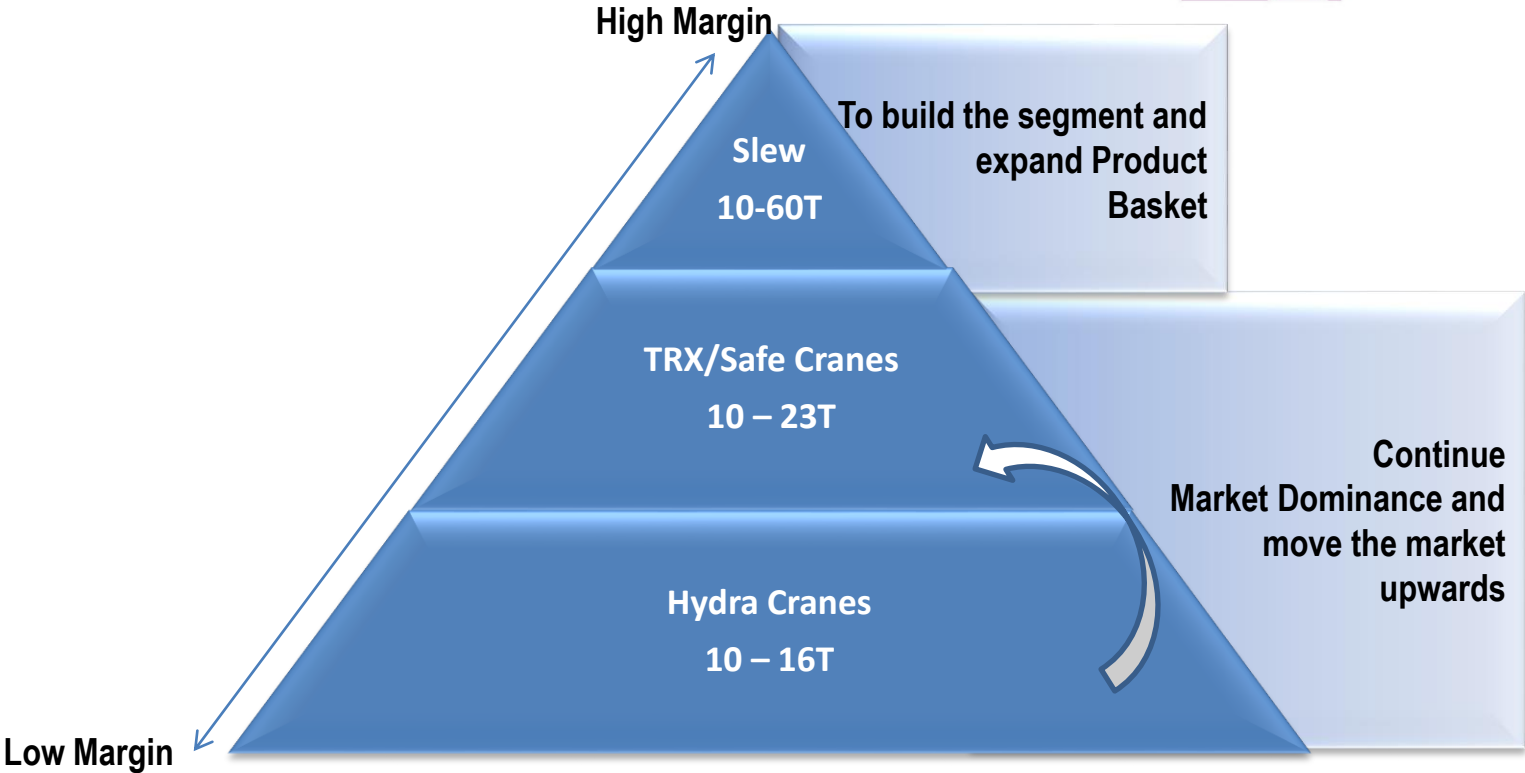 High Margin
To build the segment and
expand Product
Basket
Slew
10-60T
TRX/Safe Cranes
10 – 23T
Continue
Market Dominance and
move the market
upwards
Hydra Cranes
10 – 16T
Low Margin